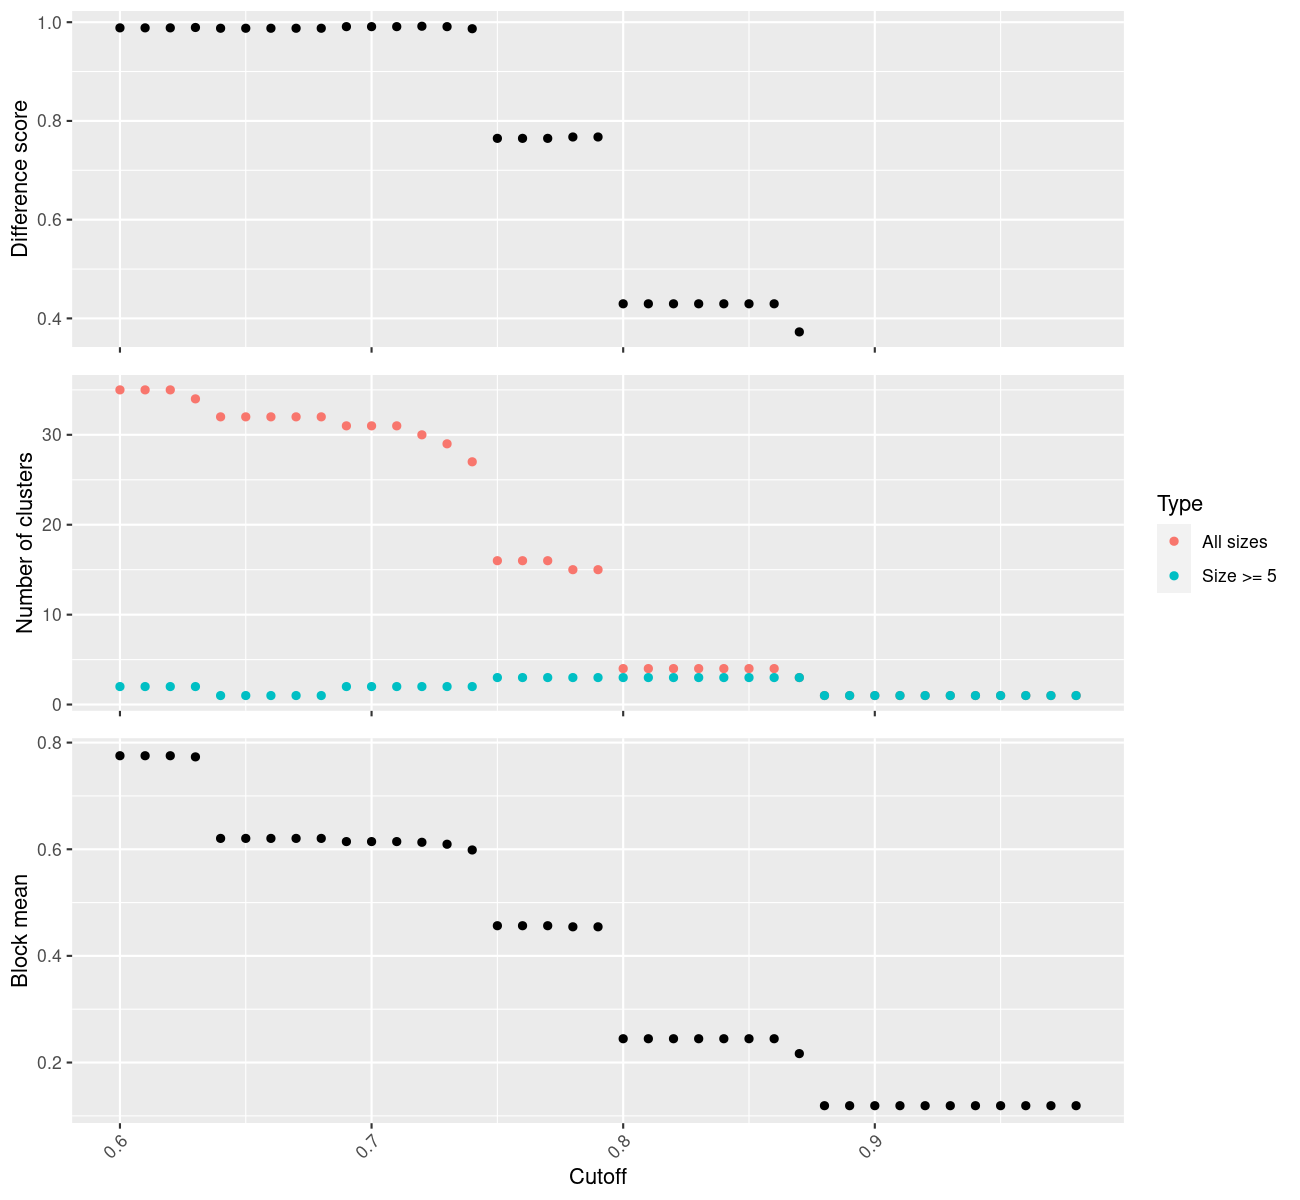 1.0
0.8
0.6
0.4
Difference score
30
20
10
0
Number of clusters
Type
All sizes
Size >= 5
0.8
0.6
0.4
0.2
Block mean
0.6
0.7
0.8
0.9
Cutoff